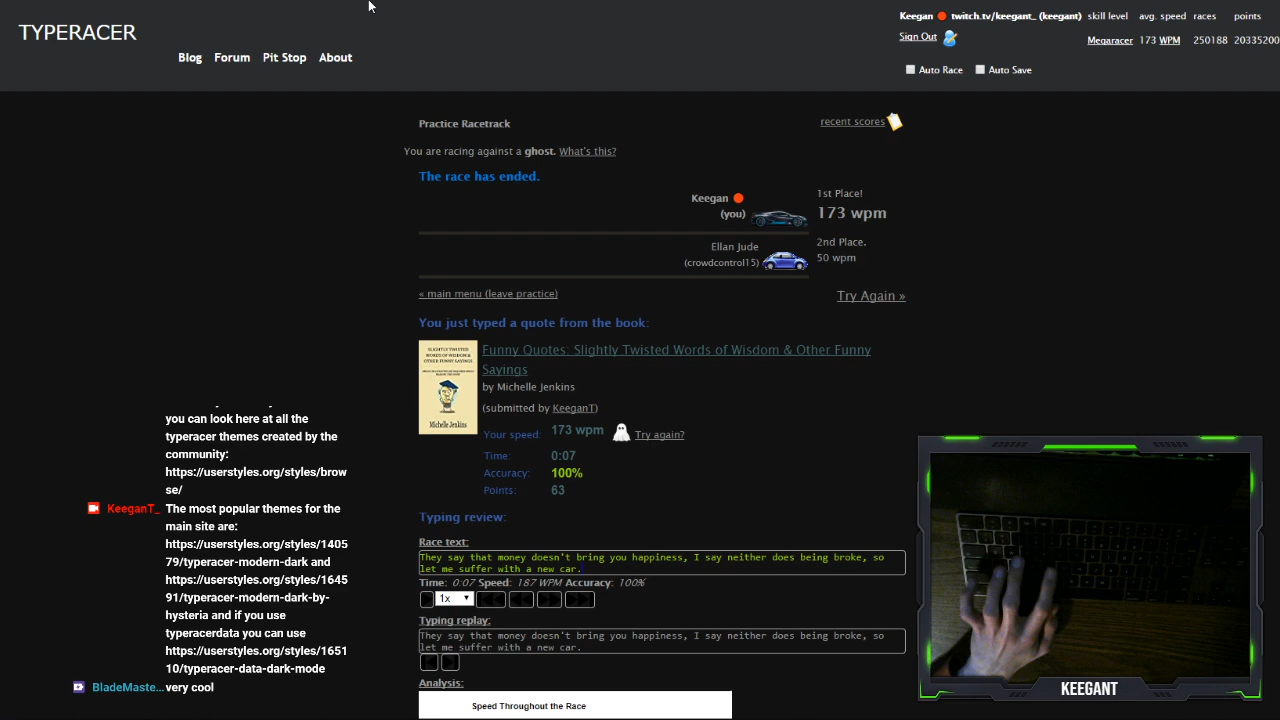 TYPERACER
Blog Forum Pit Stop About
Keegan twitch.tv/keegant_ (keegant) skill level avg. speed races points
Sign Out
Megaracer 173 WPM 250188 20335200
Auto Race Auto Save
Practice Racetrack
recent scores
You are racing against a ghost. What's this?
The race has ended.
Keegan
(you)
1st Place!
173 wpm
Ellan Jude
(crowdcontrol15)
2nd Place.
50 wpm
« main menu (leave practice)
Try Again »
You just typed a quote from the book:
SLIGHTLY TWISTED
WORDS OF WISDOM &
OTHER FUNNY
SAYINGS
Michelle Jenkins
Funny Quotes: Slightly Twisted Words of Wisdom & Other Funny
Sayings
by Michelle Jenkins
(submitted by KeeganT)
Your speed: 173 wpm Try again?
Time: 0:07
Accuracy: 100%
Points: 63
Typing review:
Race text:
They say that money doesn't bring you happiness, I say neither does being broke, so
let me suffer with a new car.
Time: 0:07 Speed: 187 WPM Accuracy: 100%
1x
Typing replay:
They say that money doesn't bring you happiness, I say neither does being broke, so
let me suffer with a new car.
Analysis:
Speed Throughout the Race
you can look here at all the
typeracer themes created by the
community:
https://userstyles.org/styles/brow
se/
KeeganT_ The most popular themes for the
main site are:
https://userstyles.org/styles/1405
79/typeracer-modern-dark and
https://userstyles.org/styles/1645
91/typeracer-modern-dark-by-
hysteria and if you use
typeracerdata you can use
https://userstyles.org/styles/1651
10/typeracer-data-dark-mode
BladeMaste... very cool
KEEGANT